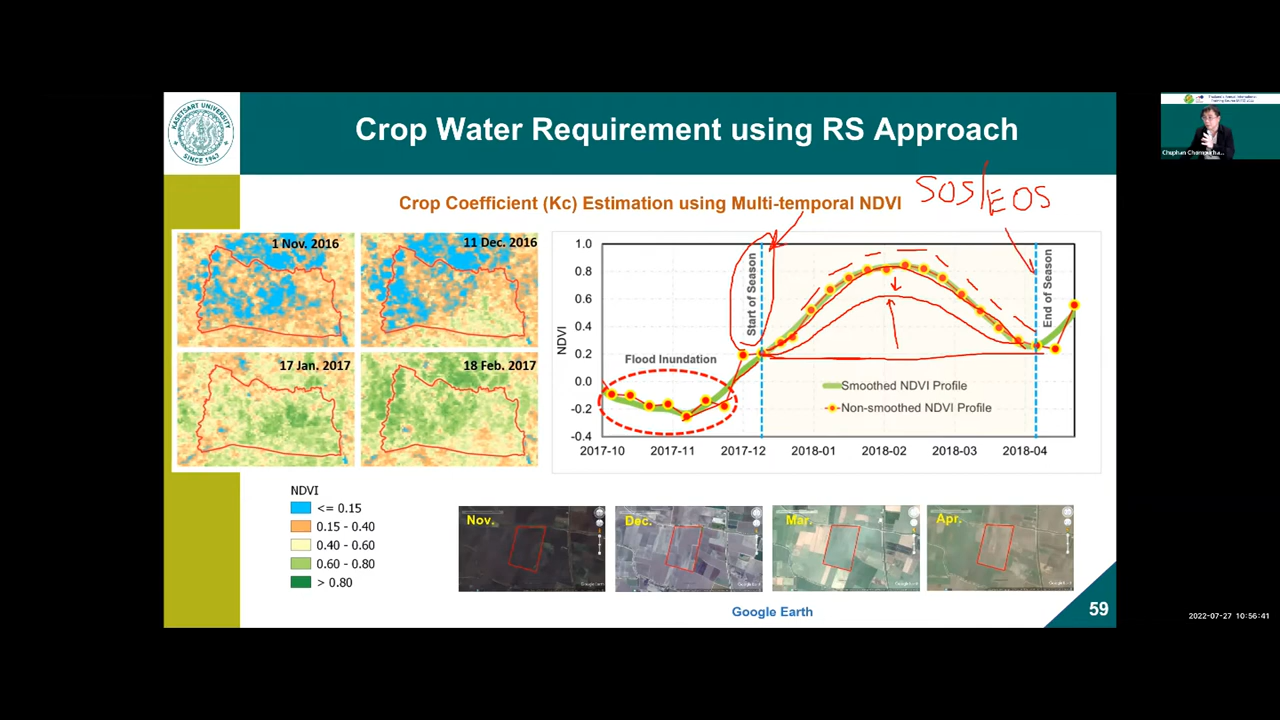 KASETSART UNIVERSITY
SINCE 1943
Crop Water Requirement using RS Approach
Crop Coefficient (Kc) Estimation using Multi-temporal NDVI
SOS/EOS
1 Nov. 2016
11 Dec. 2016
17 Jan. 2017
18 Feb. 2017
NDVI
<= 0.15
0.15 - 0.40
0.40 - 0.60
0.60 - 0.80
> 0.80
NDVI
1.0
0.8
0.6
0.4
0.2
0.0
-0.2
-0.4
Flood Inundation
Start of Season
End of Season
Smoothed NDVI Profile
Non-smoothed NDVI Profile
2017-10
2017-11
2017-12
2018-01
2018-02
2018-03
2018-04
Nov.
Dec.
Mar.
Apr.
Google Earth
59
2022-07-27 10:56:41